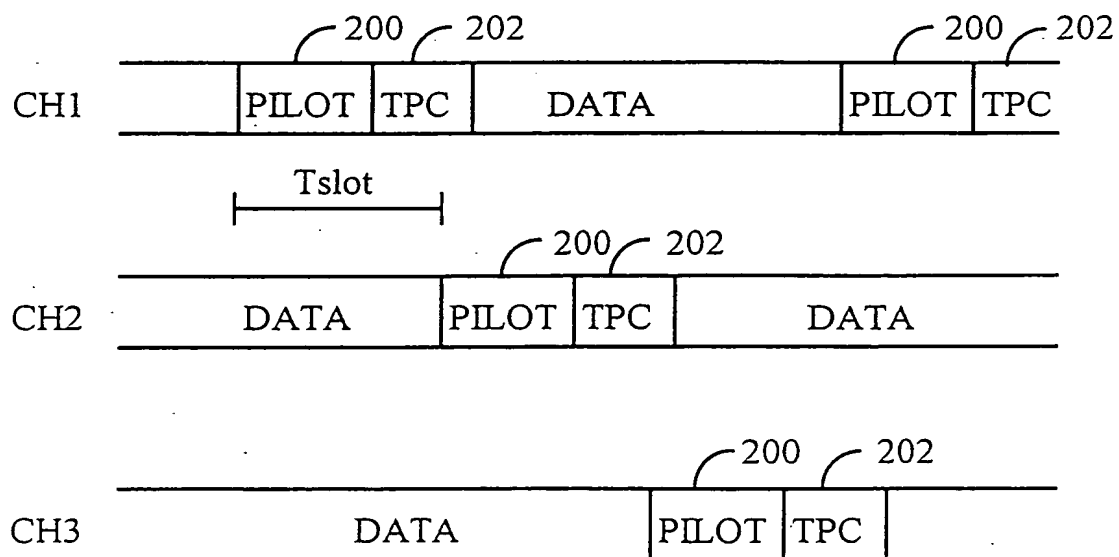 200 202 200 202
CH1 PILOT TPC DATA PILOT TPC
Tslot
200 202
CH2 DATA PILOT TPC DATA
200 202
CH3 DATA PILOT TPC